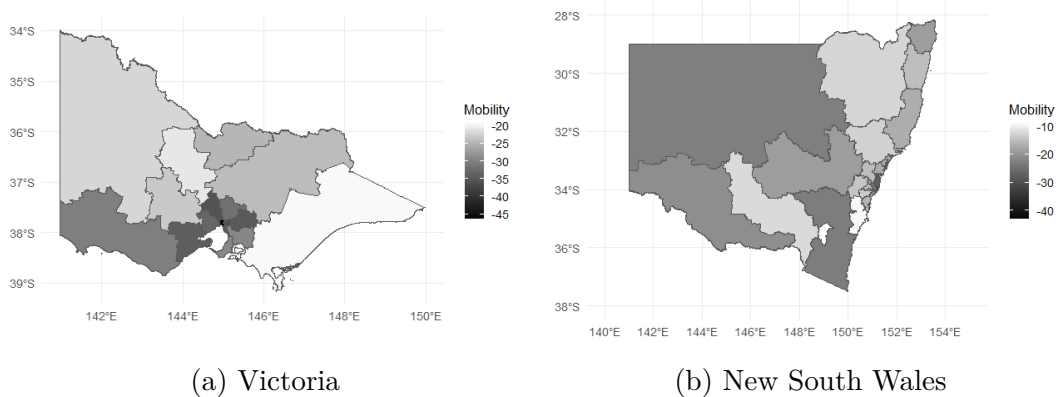 34°S
35°S
36°S
37°S
38°S
39°S
142°E 144°E 146°E 148°E 150°E
Mobility
-20
-25
-30
-35
-40
-45
(a) Victoria
28°S
30°S
32°S
34°S
36°S
38°S
140°E 142°E 144°E 146°E 148°E 150°E 152°E 154°E
Mobility
-10
-20
-30
-40
(b) New South Wales